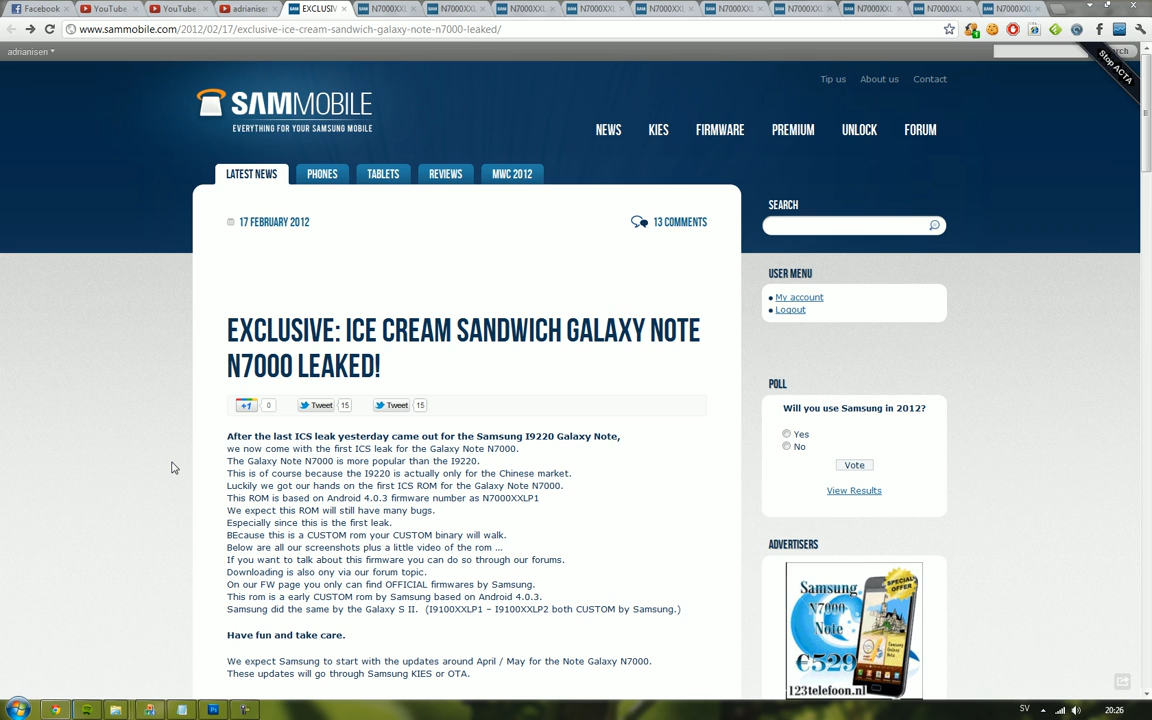 Facebook
YouTube
YouTube
adrianiser
EXCLUSIV
N7000XXL
N7000XXL
N7000XXL
N7000XXL
N7000XXL
N7000XXL
N7000XXL
N7000XXL
N7000XXL
N7000XXL
www.sammobile.com/2012/02/17/exclusive-ice-cream-sandwich-galaxy-note-n7000-leaked/
adrianisen
Stop ACTA
Tip us
About us
Contact
SAMMOBILE
EVERYTHING FOR YOUR SAMSUNG MOBILE
NEWS
KIES
FIRMWARE
PREMIUM
UNLOCK
FORUM
LATEST NEWS
PHONES
TABLETS
REVIEWS
MWC 2012
17 FEBRUARY 2012
13 COMMENTS
EXCLUSIVE: ICE CREAM SANDWICH GALAXY NOTE
N7000 LEAKED!
+1 0 Tweet 15 Tweet 15
After the last ICS leak yesterday came out for the Samsung I9220 Galaxy Note,
we now come with the first ICS leak for the Galaxy Note N7000.
The Galaxy Note N7000 is more popular than the I9220.
This is of course because the I9220 is actually only for the Chinese market.
Luckily we got our hands on the first ICS ROM for the Galaxy Note N7000.
This ROM is based on Android 4.0.3 firmware number as N7000XXLP1
We expect this ROM will still have many bugs.
Especially since this is the first leak.
BEcause this is a CUSTOM rom your CUSTOM binary will walk.
Below are all our screenshots plus a little video of the rom ...
If you want to talk about this firmware you can do so through our forums.
Downloading is also ony via our forum topic.
On our FW page you only can find OFFICIAL firmwares by Samsung.
This rom is a early CUSTOM rom by Samsung based on Android 4.0.3.
Samsung did the same by the Galaxy S II. (I9100XXLP1 – I9100XXLP2 both CUSTOM by Samsung.)
Have fun and take care.
We expect Samsung to start with the updates around April / May for the Note Galaxy N7000.
These updates will go through Samsung KIES or OTA.
SEARCH
USER MENU
My account
Logout
POLL
Will you use Samsung in 2012?
Yes
No
Vote
View Results
ADVERTISERS
SPECIAL
OFFER
Samsung
N7000
Note
€529
123telefoon.nl
SV
20:26